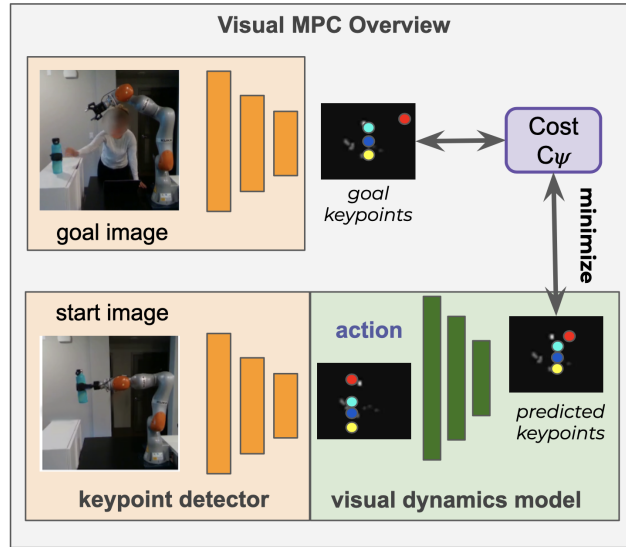 Visual MPC Overview
goal image
goal
keypoints
Cost
Cψ
minimize
start image
action
predicted
keypoints
keypoint detector
visual dynamics model